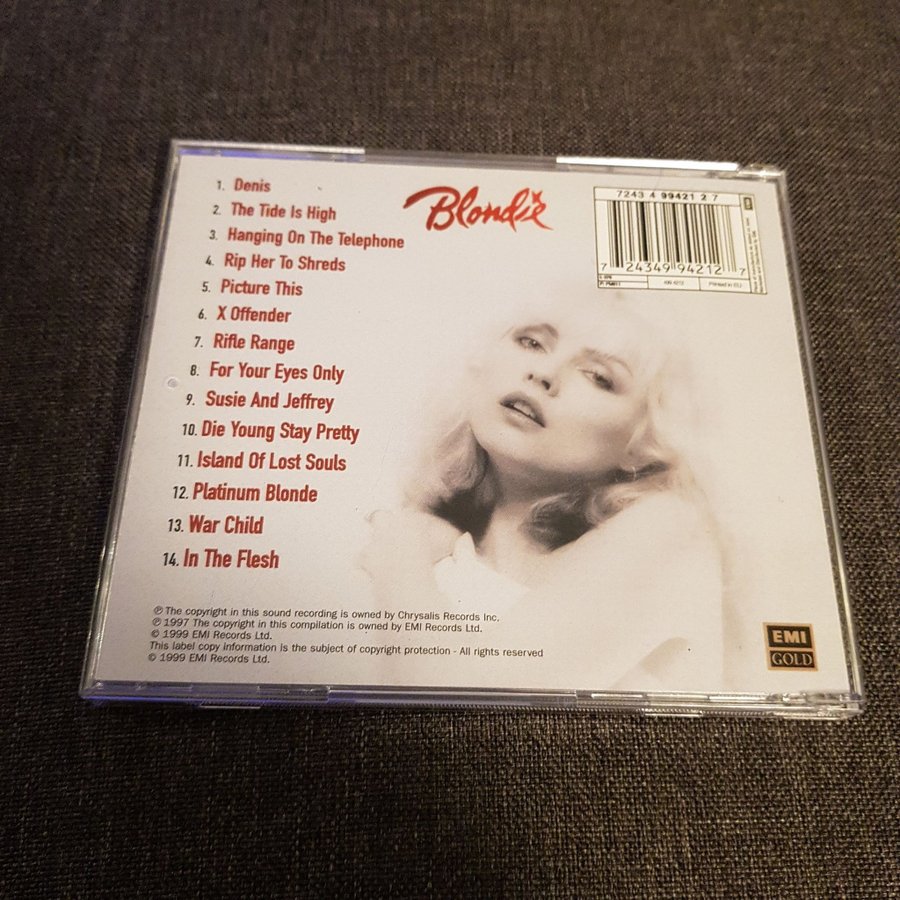 1. Denis
2. The Tide Is High
3. Hanging On The Telephone
4. Rip Her To Shreds
5. Picture This
6. X Offender
7. Rifle Range
8. For Your Eyes Only
9. Susie And Jeffrey
10. Die Young Stay Pretty
11. Island Of Lost Souls
12. Platinum Blonde
13. War Child
14. In The Flesh
Blondie
7243 4 99421 2 7
7 24349 94212 7
Printed in EU
℗ The copyright in this sound recording is owned by Chrysalis Records Inc.
℗ 1997 The copyright in this compilation is owned by EMI Records Ltd.
© 1999 EMI Records Ltd.
This label copy information is the subject of copyright protection - All rights reserved
© 1999 EMI Records Ltd.
EMI
GOLD